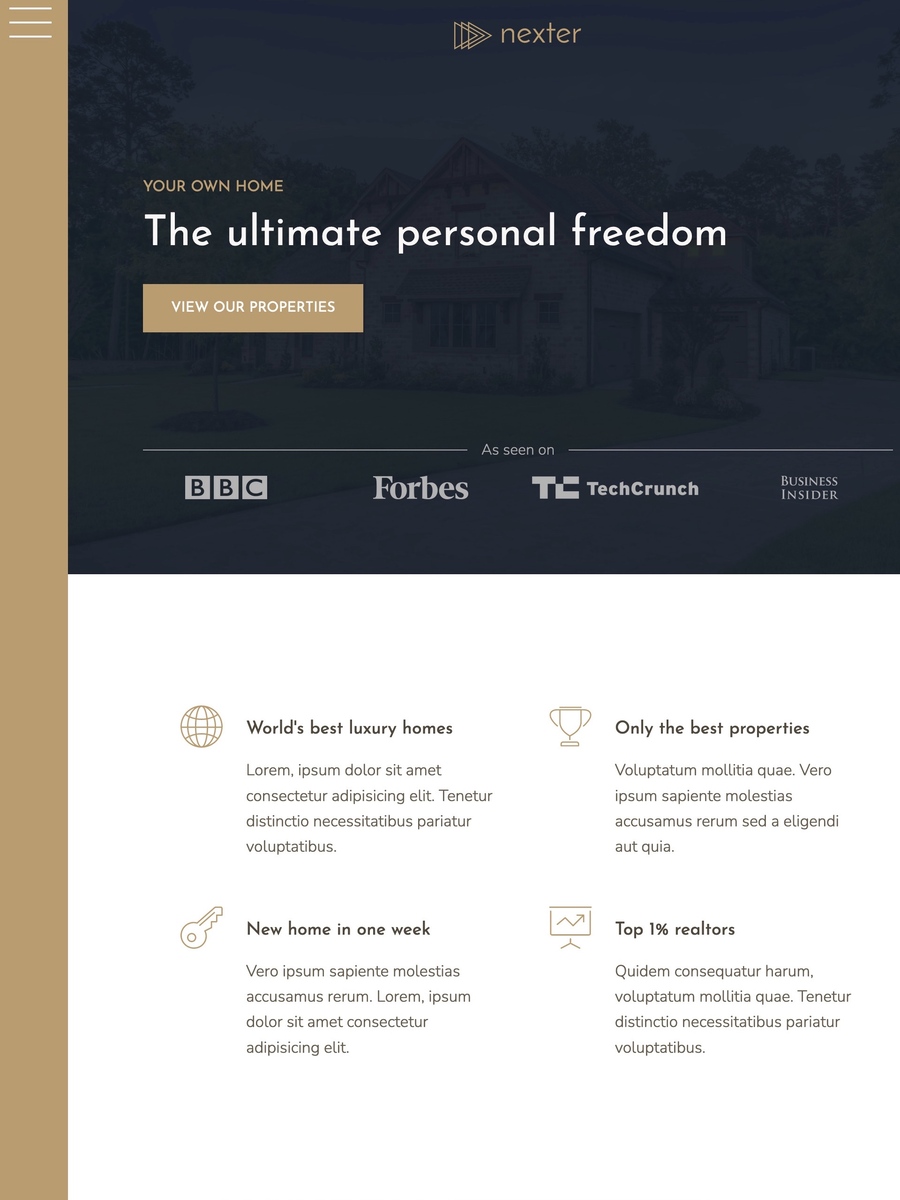 nexter
YOUR OWN HOME
The ultimate personal freedom
VIEW OUR PROPERTIES
As seen on
BBC
Forbes
TC TechCrunch
BUSINESS
INSIDER
World's best luxury homes
Lorem, ipsum dolor sit amet
consectetur adipisicing elit. Tenetur
distinctio necessitatibus pariatur
voluptatibus.
Only the best properties
Voluptatum mollitia quae. Vero
ipsum sapiente molestias
accusamus rerum sed a eligendi
aut quia.
New home in one week
Vero ipsum sapiente molestias
accusamus rerum. Lorem, ipsum
dolor sit amet consectetur
adipisicing elit.
Top 1% realtors
Quidem consequatur harum,
voluptatum mollitia quae. Tenetur
distinctio necessitatibus pariatur
voluptatibus.